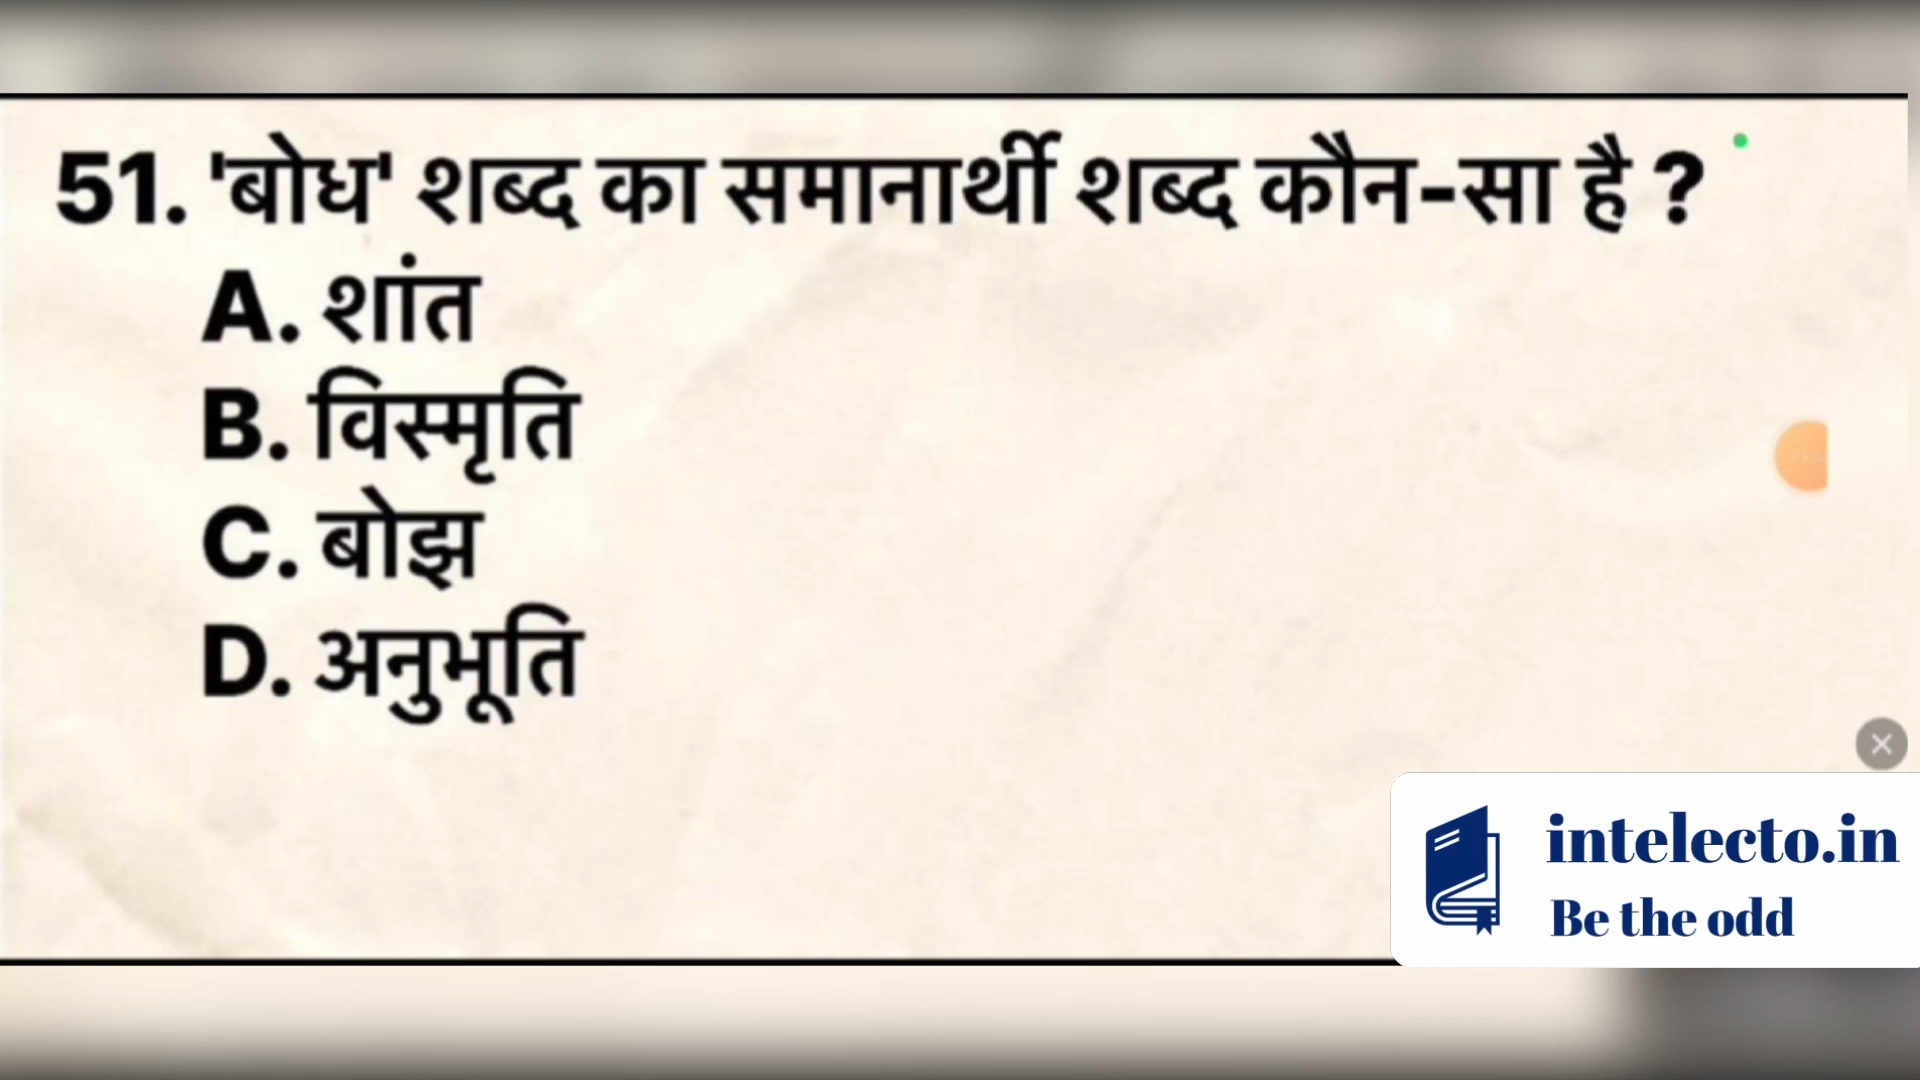 51. 'बोध' शब्द का समानार्थी शब्द कौन-सा है ?
A. शांत
B. विस्मृति
C. बोझ
D. अनुभूति
intelecto.in
Be the odd